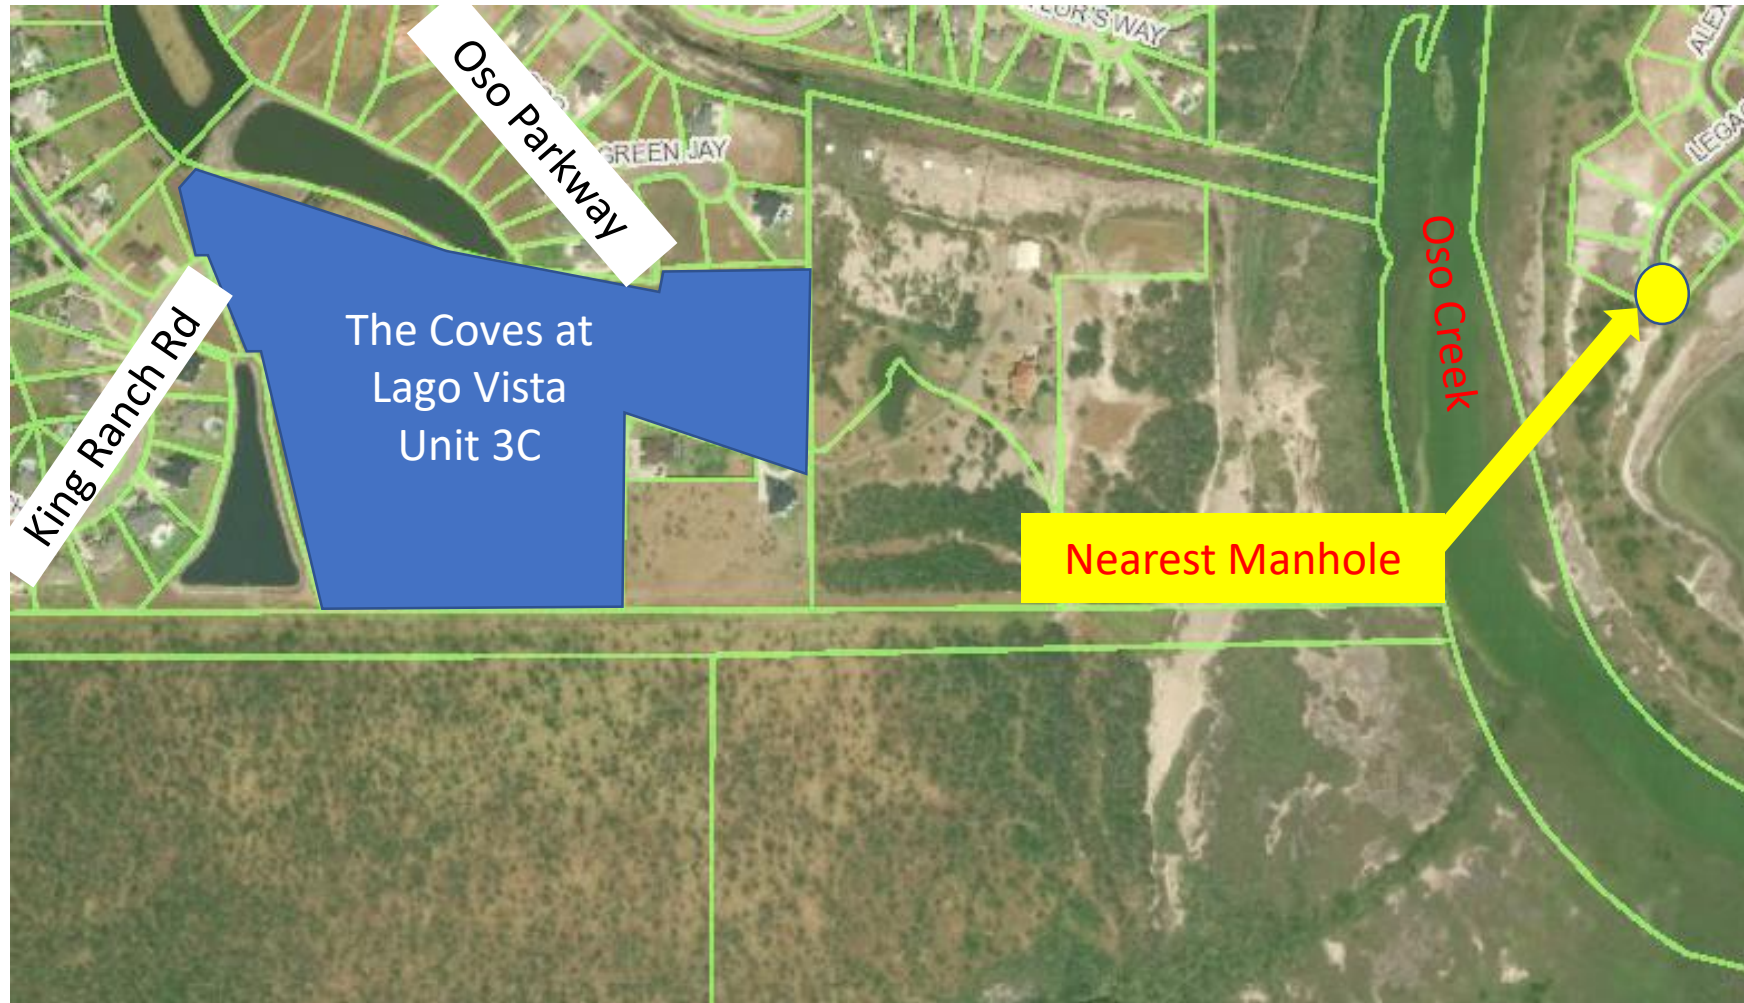 Oso Parkway
GREEN JAY
King Ranch Rd
The Coves at
Lago Vista
Unit 3C
Oso Creek
Nearest Manhole